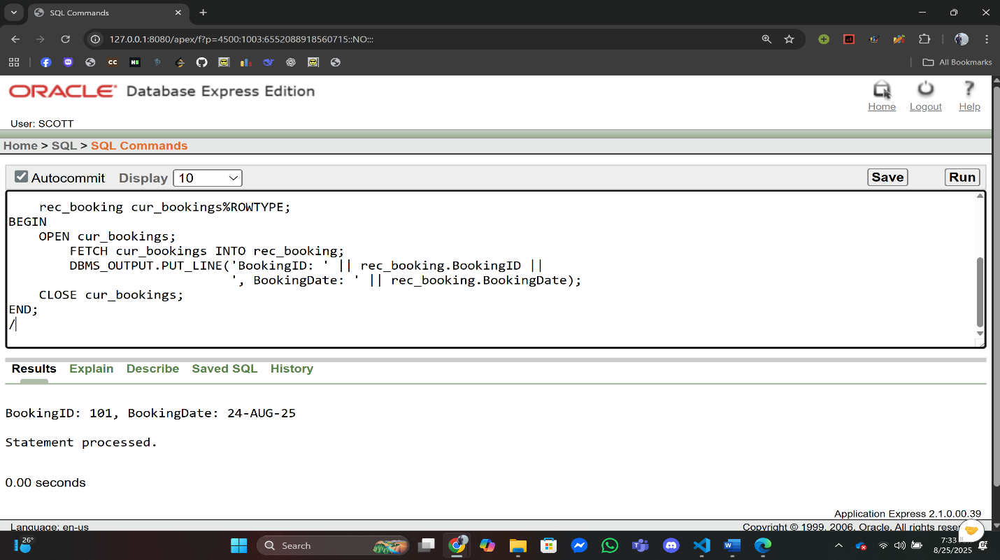 SQL Commands
127.0.0.1:8080/apex/f?p=4500:1003:6552088918560715::NO:::
All Bookmarks
ORACLE Database Express Edition
Home Logout Help
User: SCOTT
Home > SQL > SQL Commands
Autocommit Display 10 Save Run
rec_booking cur_bookings%ROWTYPE;
BEGIN
OPEN cur_bookings;
FETCH cur_bookings INTO rec_booking;
DBMS_OUTPUT.PUT_LINE('BookingID: ' || rec_booking.BookingID ||
', BookingDate: ' || rec_booking.BookingDate);
CLOSE cur_bookings;
END;
/
Results Explain Describe Saved SQL History
BookingID: 101, BookingDate: 24-AUG-25
Statement processed.
0.00 seconds
Application Express 2.1.0.00.39
Language: en-us Copyright © 1999, 2006, Oracle. All rights
26°
Search
7:33
8/25/2025